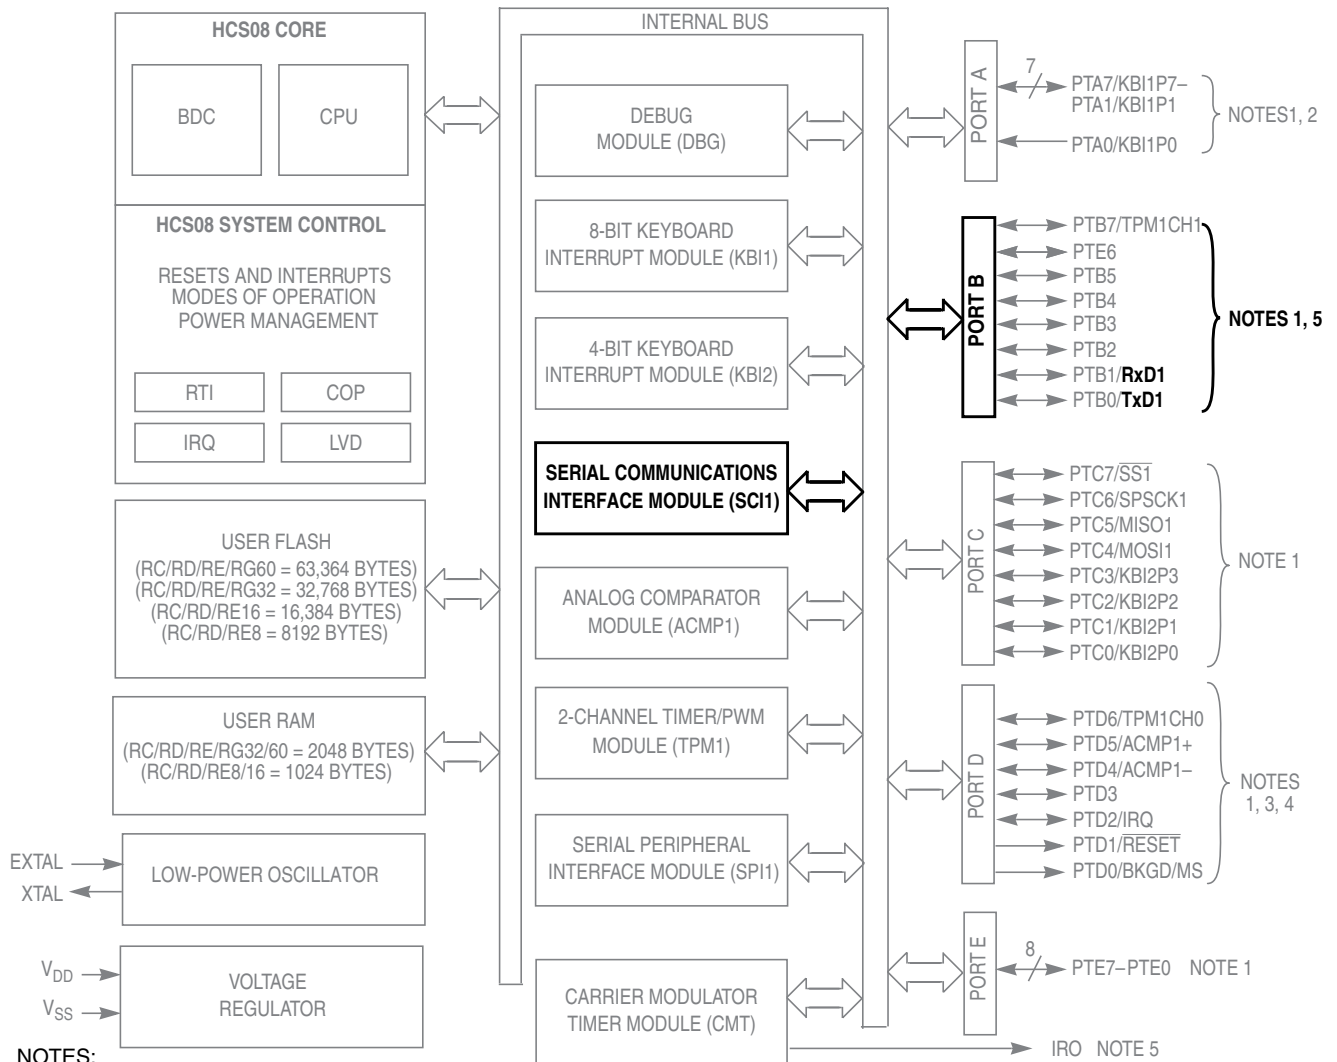 HCS08 CORE
BDC
CPU
HCS08 SYSTEM CONTROL
RESETS AND INTERRUPTS
MODES OF OPERATION
POWER MANAGEMENT
RTI
COP
IRQ
LVD
USER FLASH
(RC/RD/RE/RG60 = 63,364 BYTES)
(RC/RD/RE/RG32 = 32,768 BYTES)
(RC/RD/RE16 = 16,384 BYTES)
(RC/RD/RE8 = 8192 BYTES)
USER RAM
(RC/RD/RE/RG32/60 = 2048 BYTES)
(RC/RD/RE8/16 = 1024 BYTES)
EXTAL
XTAL
LOW-POWER OSCILLATOR
VDD
VSS
VOLTAGE
REGULATOR
NOTES:
INTERNAL BUS
DEBUG
MODULE (DBG)
8-BIT KEYBOARD
INTERRUPT MODULE (KBI1)
4-BIT KEYBOARD
INTERRUPT MODULE (KBI2)
SERIAL COMMUNICATIONS
INTERFACE MODULE (SCI1)
ANALOG COMPARATOR
MODULE (ACMP1)
2-CHANNEL TIMER/PWM
MODULE (TPM1)
SERIAL PERIPHERAL
INTERFACE MODULE (SPI1)
CARRIER MODULATOR
TIMER MODULE (CMT)
PORT A
7
PTA7/KBI1P7–
PTA1/KBI1P1
PTA0/KBI1P0
NOTES1, 2
PORT B
PTB7/TPM1CH1
PTE6
PTB5
PTB4
PTB3
PTB2
PTB1/RxD1
PTB0/TxD1
NOTES 1, 5
PORT C
PTC7/SS1
PTC6/SPSCK1
PTC5/MISO1
PTC4/MOSI1
PTC3/KBI2P3
PTC2/KBI2P2
PTC1/KBI2P1
PTC0/KBI2P0
NOTE 1
PORT D
PTD6/TPM1CH0
PTD5/ACMP1+
PTD4/ACMP1–
PTD3
PTD2/IRQ
PTD1/RESET
PTD0/BKGD/MS
NOTES
1, 3, 4
PORT E
8
PTE7–PTE0 NOTE 1
IRO NOTE 5